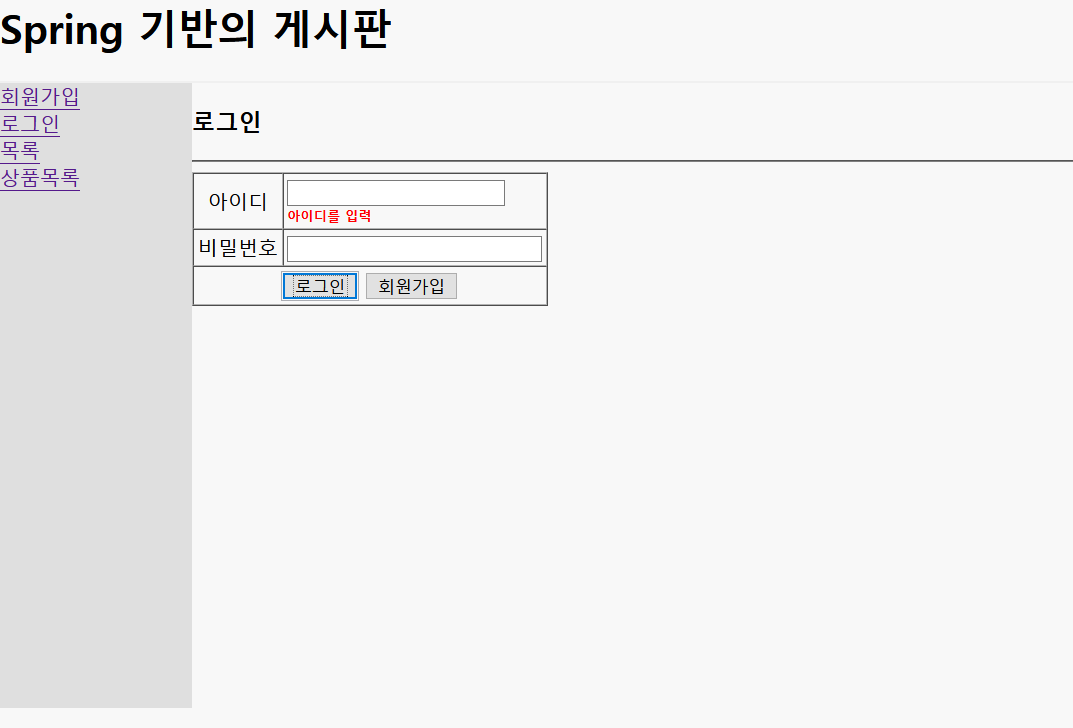 Spring 기반의 게시판
회원가입
로그인
목록
상품목록
로그인
아이디
아이디를 입력
비밀번호
로그인 회원가입